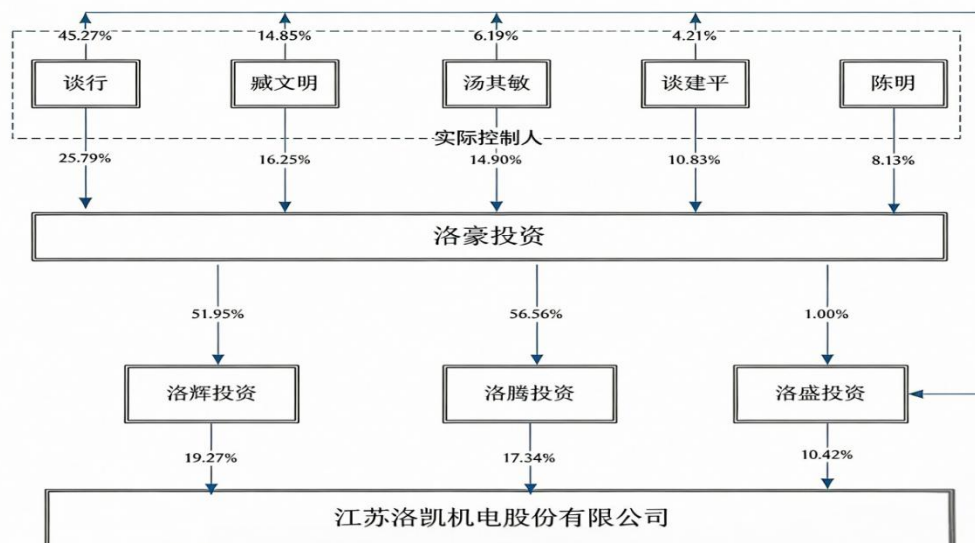 45.27% 14.85% 6.19% 4.21%
谈行 臧文明 汤其敏 谈建平 陈明
实际控制人
25.79% 16.25% 14.90% 10.83% 8.13%
洛豪投资
51.95% 56.56% 1.00%
洛辉投资 洛腾投资 洛盛投资
19.27% 17.34% 10.42%
江苏洛凯机电股份有限公司